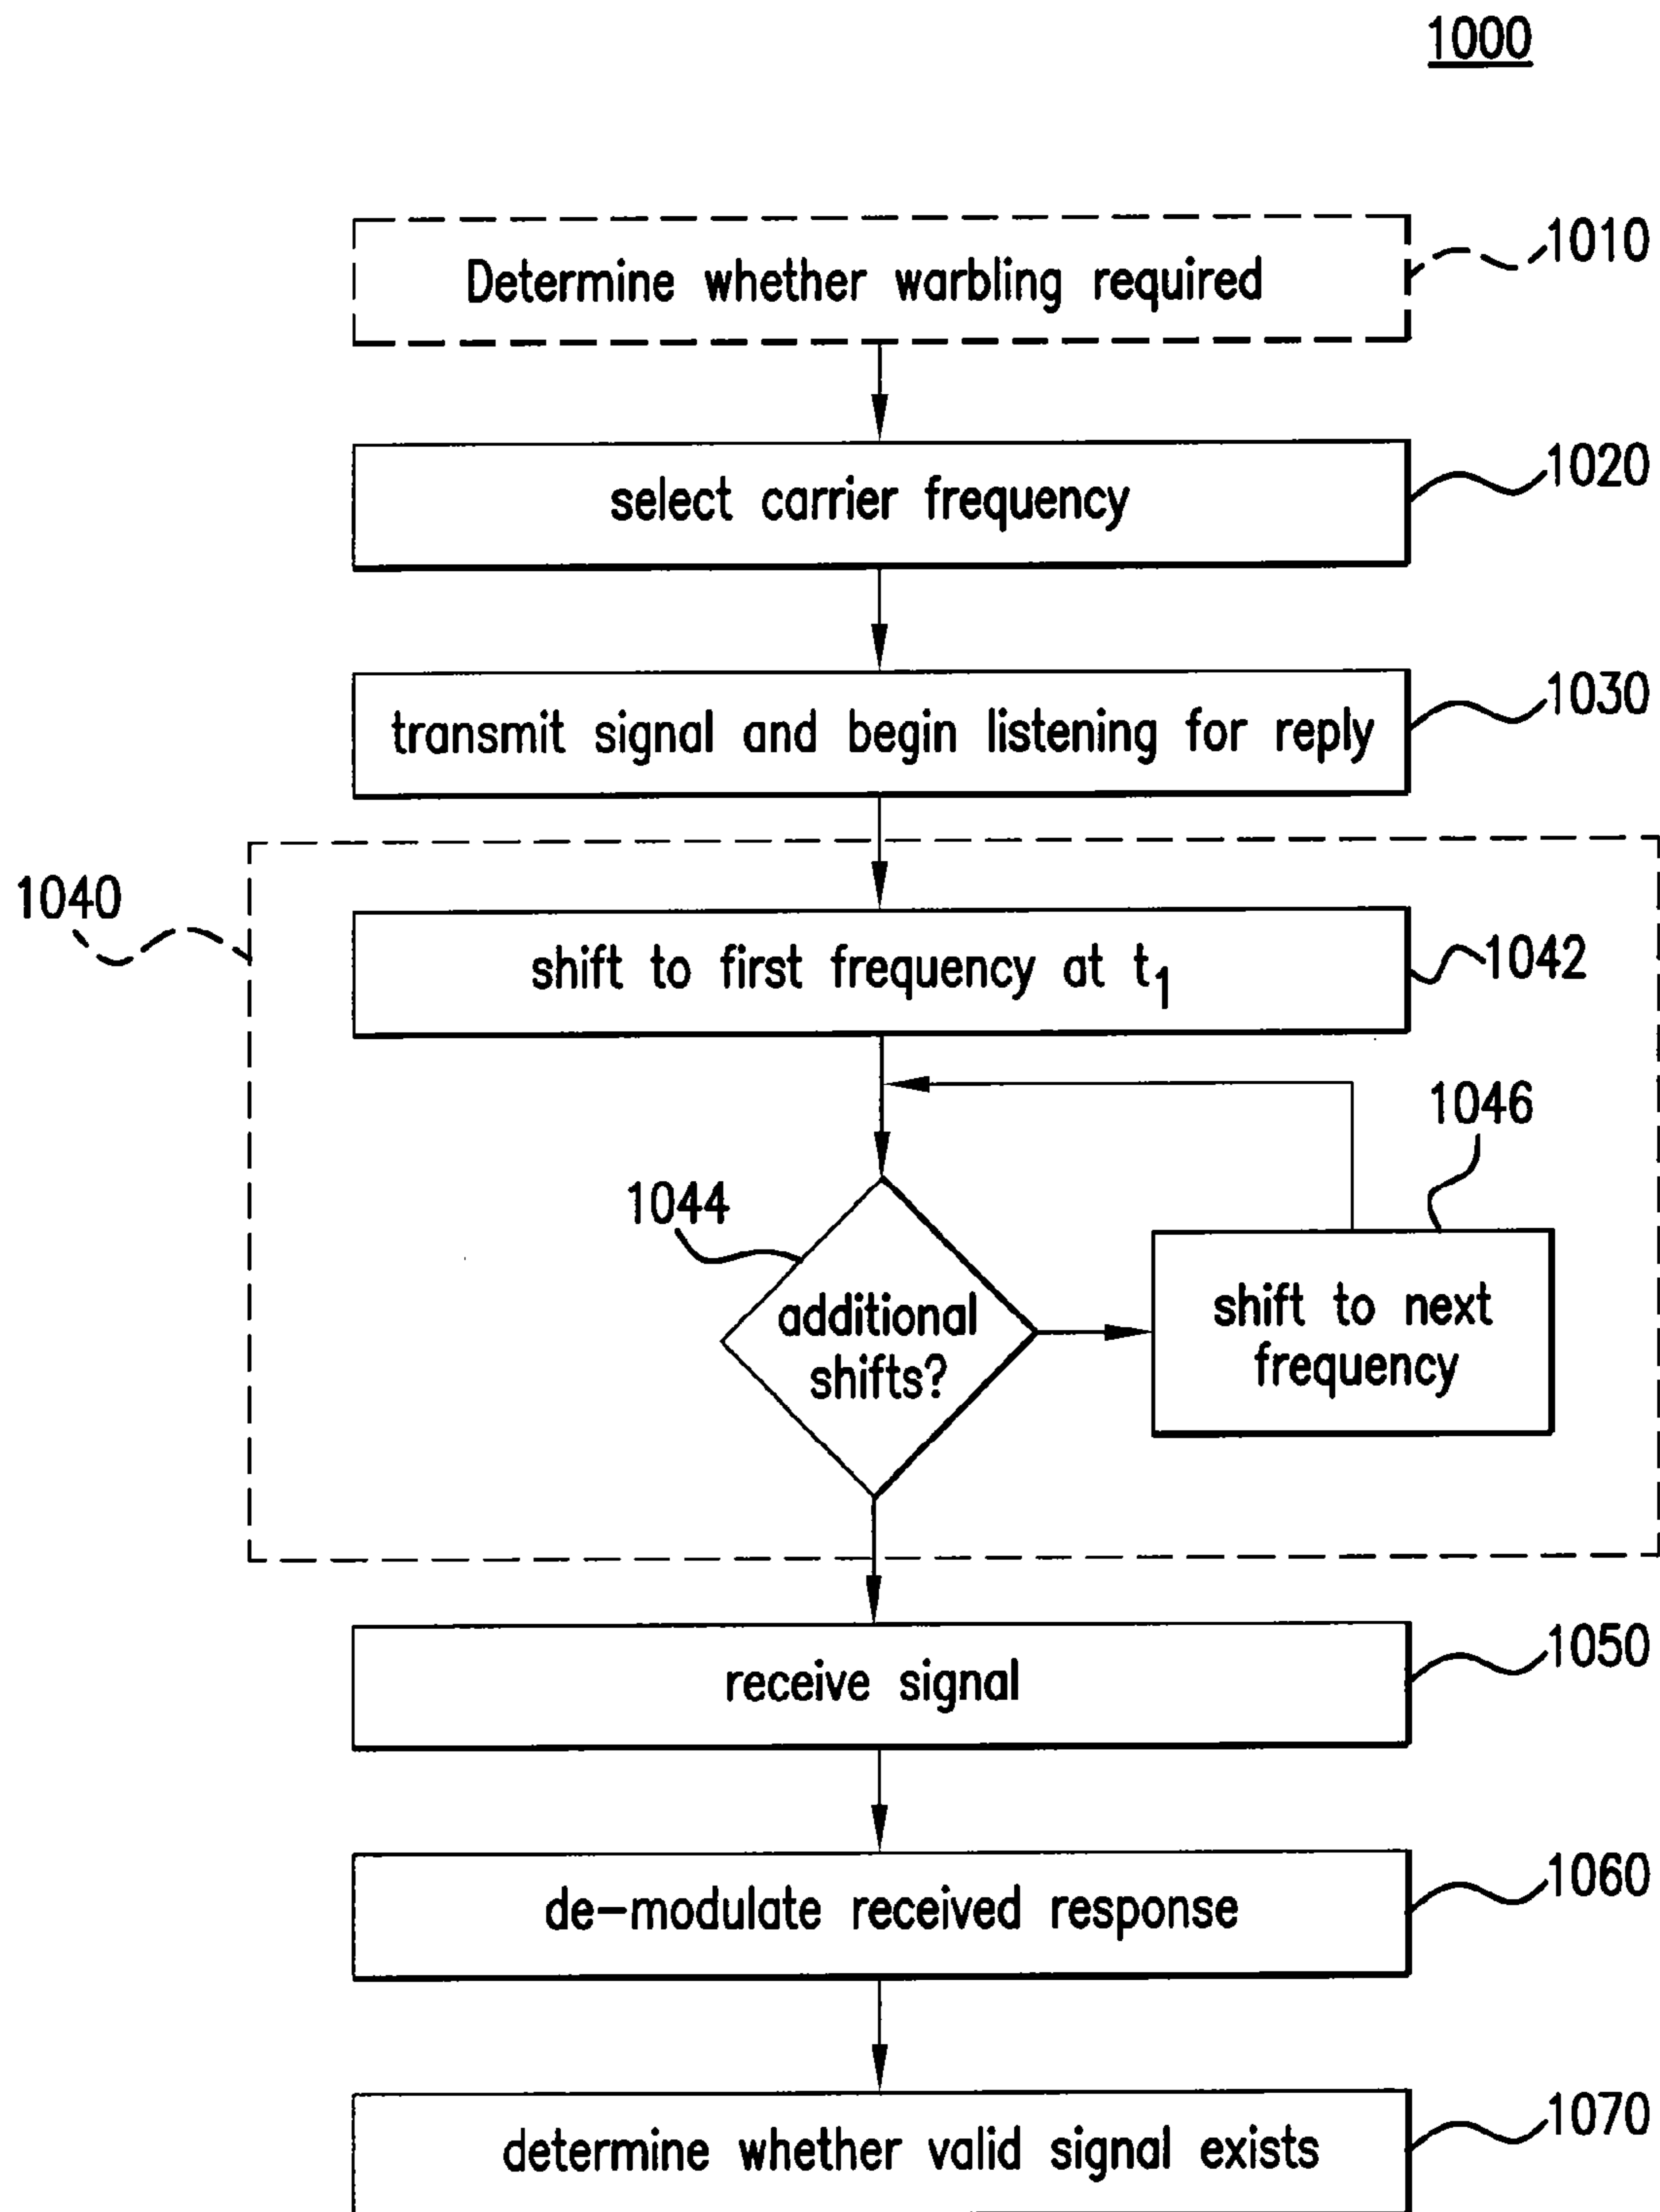 1000
Determine whether warbling required
1010
select carrier frequency
1020
transmit signal and begin listening for reply
1030
1040
shift to first frequency at t1
1042
1046
1044
additional
shifts?
shift to next
frequency
receive signal
1050
de-modulate received response
1060
determine whether valid signal exists
1070